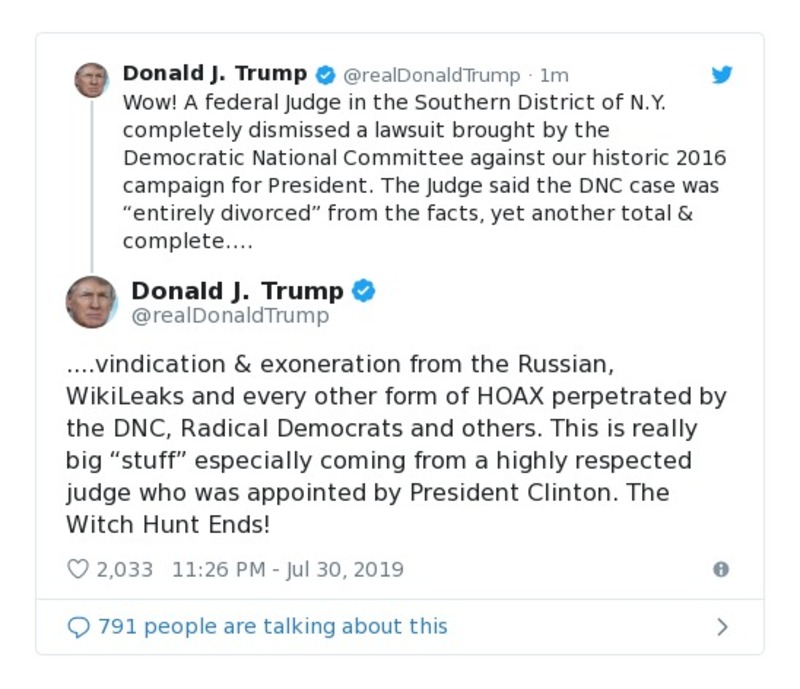 Donald J. Trump @realDonaldTrump · 1m
Wow! A federal Judge in the Southern District of N.Y.
completely dismissed a lawsuit brought by the
Democratic National Committee against our historic 2016
campaign for President. The Judge said the DNC case was
“entirely divorced” from the facts, yet another total &
complete....
Donald J. Trump
@realDonaldTrump
....vindication & exoneration from the Russian,
WikiLeaks and every other form of HOAX perpetrated by
the DNC, Radical Democrats and others. This is really
big “stuff” especially coming from a highly respected
judge who was appointed by President Clinton. The
Witch Hunt Ends!
2,033 11:26 PM - Jul 30, 2019
791 people are talking about this